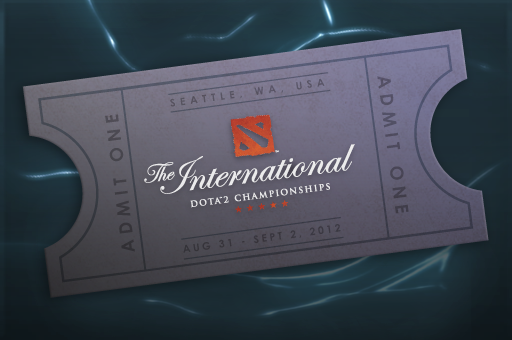 SEATTLE, WA, USA
ADMIT ONE
ADMIT ONE
The International
DOTA 2 CHAMPIONSHIPS
AUG 31 - SEPT 2, 2012